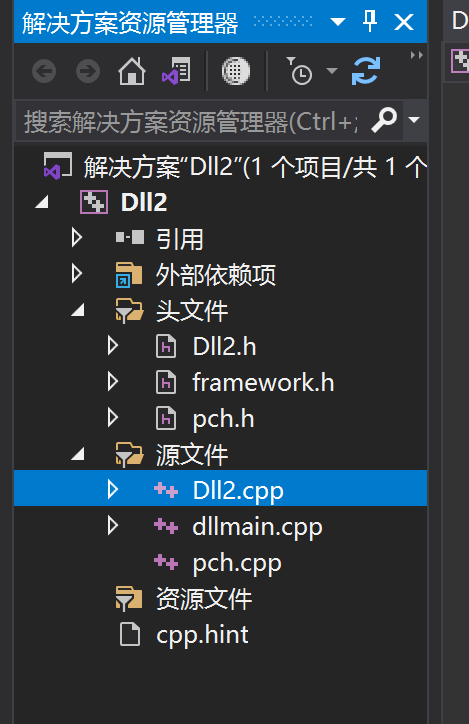 解决方案资源管理器
D
搜索解决方案资源管理器(Ctrl+;
解决方案"Dll2"(1 个项目/共 1 个
Dll2
引用
外部依赖项
头文件
Dll2.h
framework.h
pch.h
源文件
Dll2.cpp
dllmain.cpp
pch.cpp
资源文件
cpp.hint